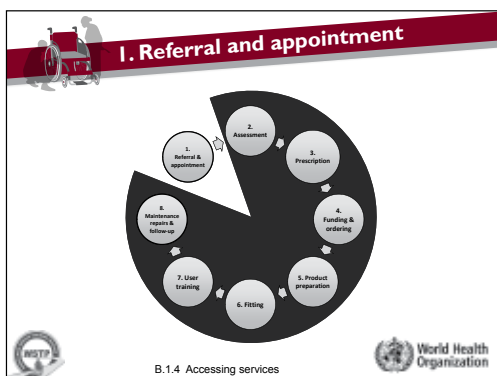 1. Referral and appointment
1.
Referral &
appointment
2.
Assessment
3.
Prescription
4.
Funding &
ordering
5. Product
preparation
6. Fitting
7. User
training
8.
Maintenance
repairs &
follow-up
WSTP
B.1.4 Accessing services
World Health
Organization